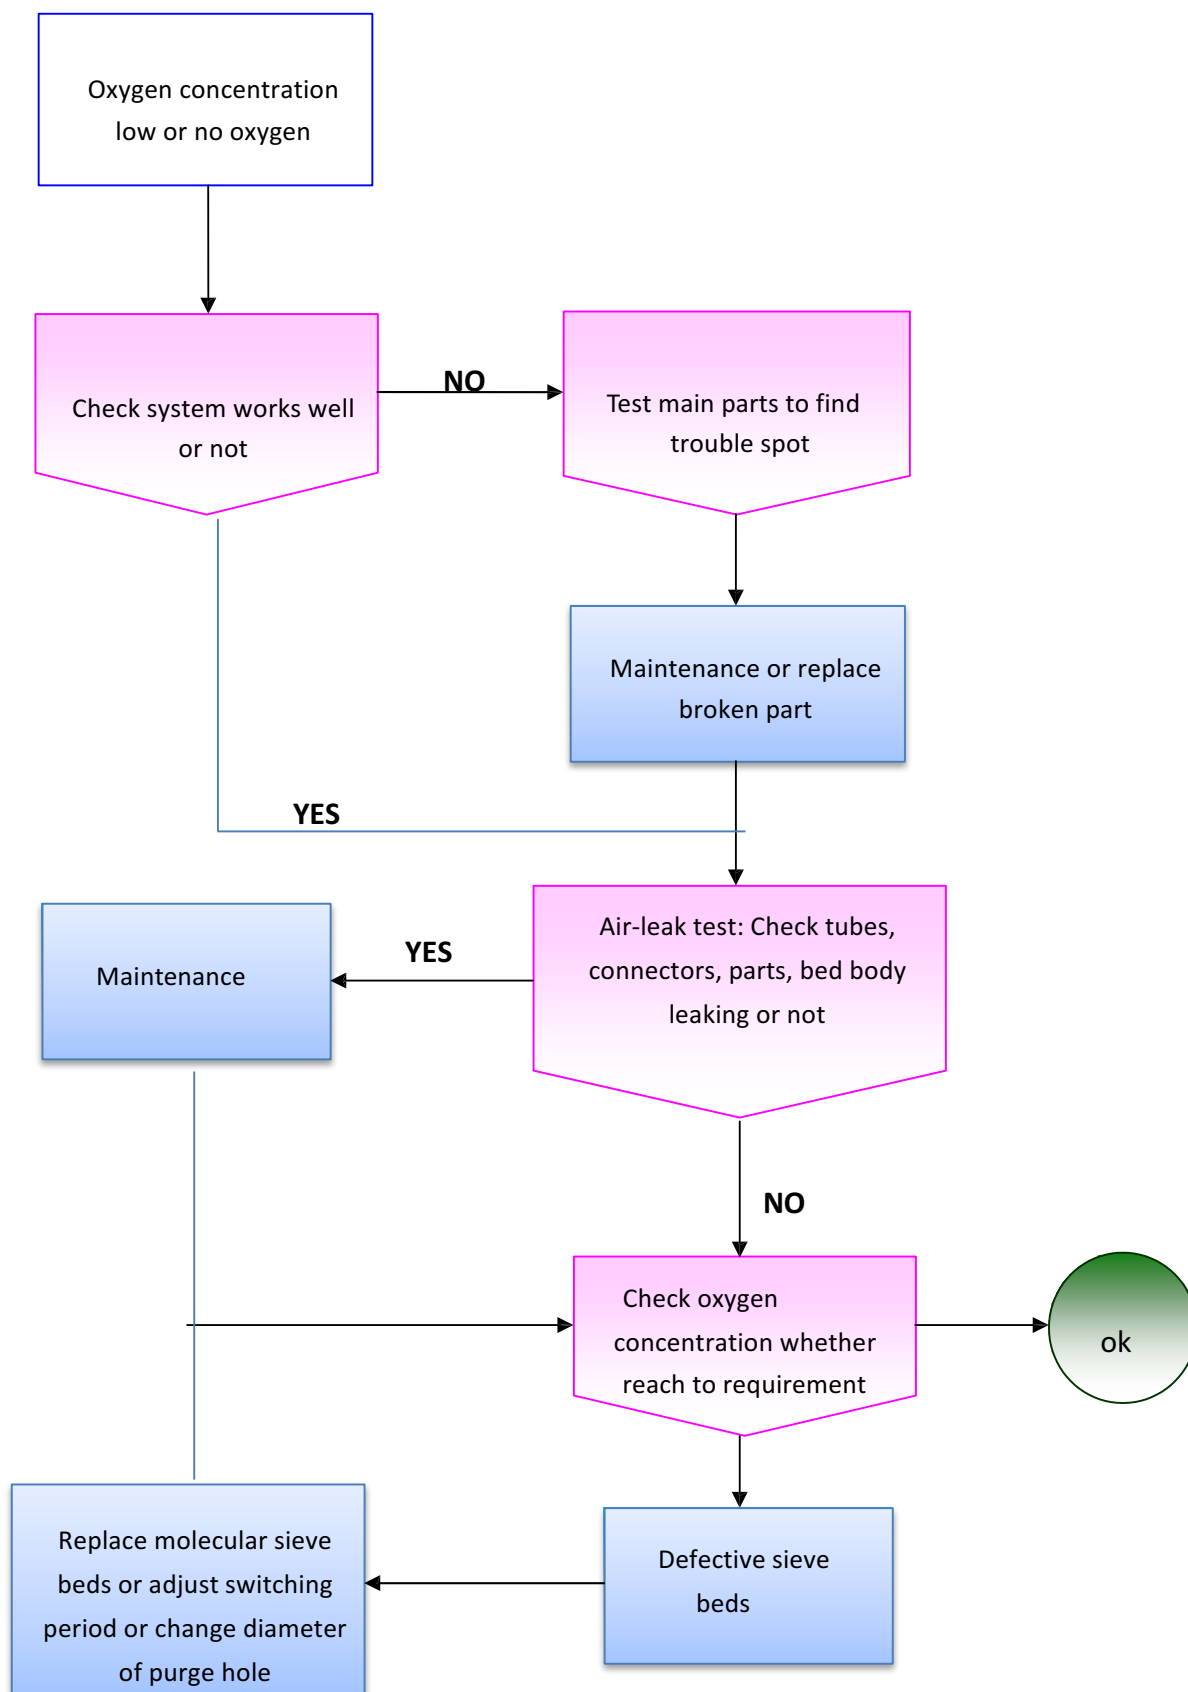 Oxygen concentration
low or no oxygen
Check system works well
or not
NO
Test main parts to find
trouble spot
Maintenance or replace
broken part
YES
Air-leak test: Check tubes,
connectors, parts, bed body
leaking or not
YES
Maintenance
NO
Check oxygen
concentration whether
reach to requirement
ok
Defective sieve
beds
Replace molecular sieve
beds or adjust switching
period or change diameter
of purge hole